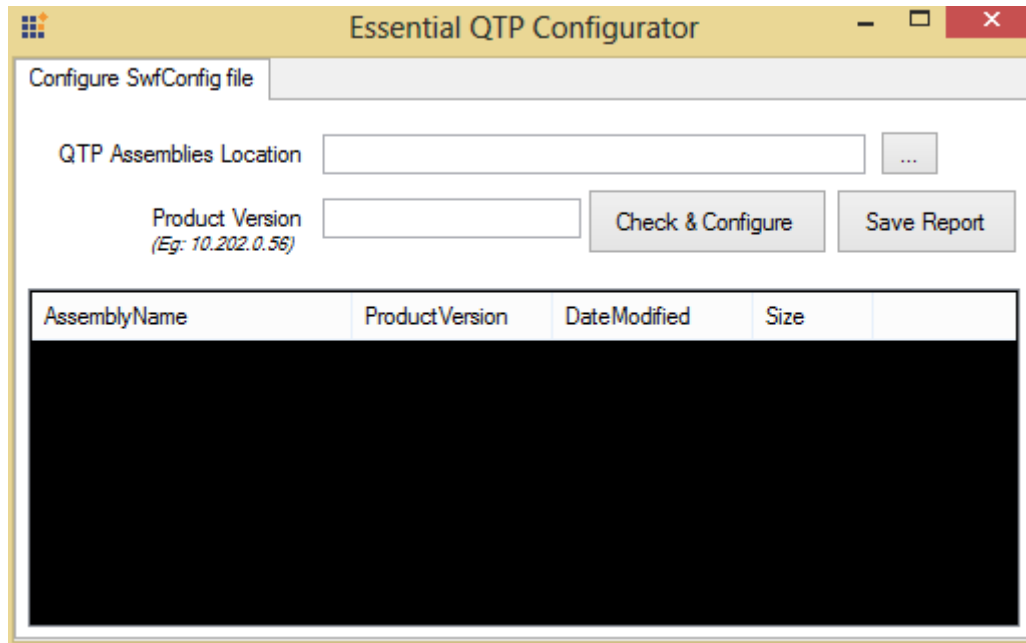 Essential QTP Configurator
Configure SwfConfig file
QTP Assemblies Location
...
Product Version
(Eg: 10.202.0.56)
Check & Configure
Save Report
AssemblyName ProductVersion DateModified Size